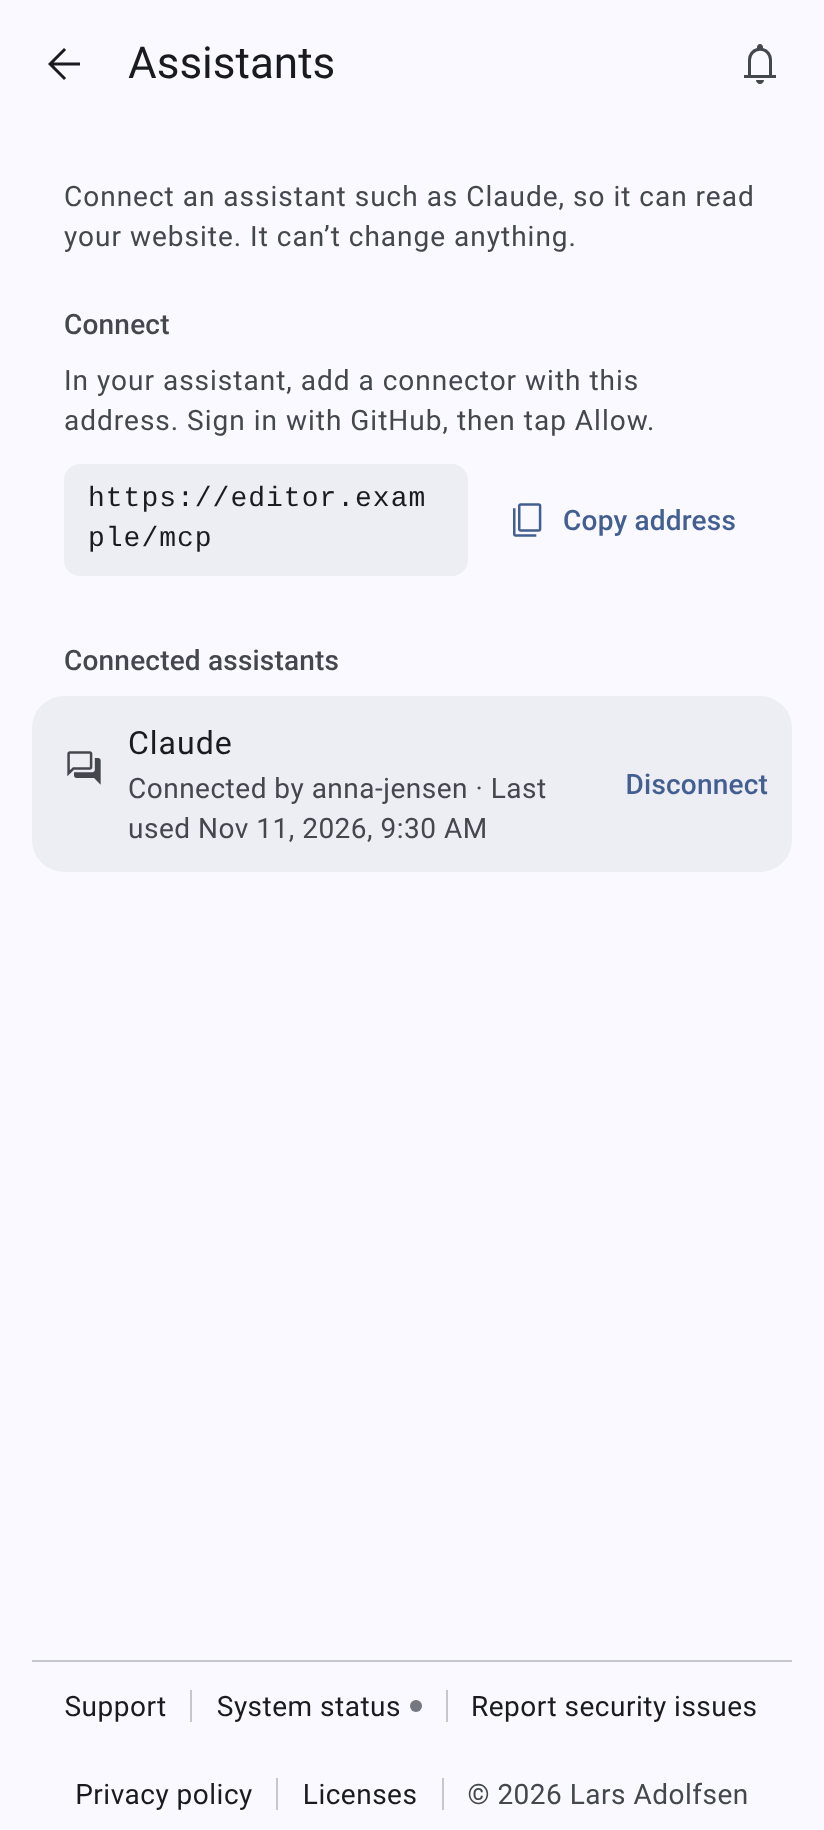 Assistants
Connect an assistant such as Claude, so it can read
your website. It can’t change anything.
Connect
In your assistant, add a connector with this
address. Sign in with GitHub, then tap Allow.
https://editor.exam
ple/mcp
Copy address
Connected assistants
Claude
Connected by anna-jensen · Last
used Nov 11, 2026, 9:30 AM
Disconnect
Support
System status
Report security issues
Privacy policy
Licenses
© 2026 Lars Adolfsen